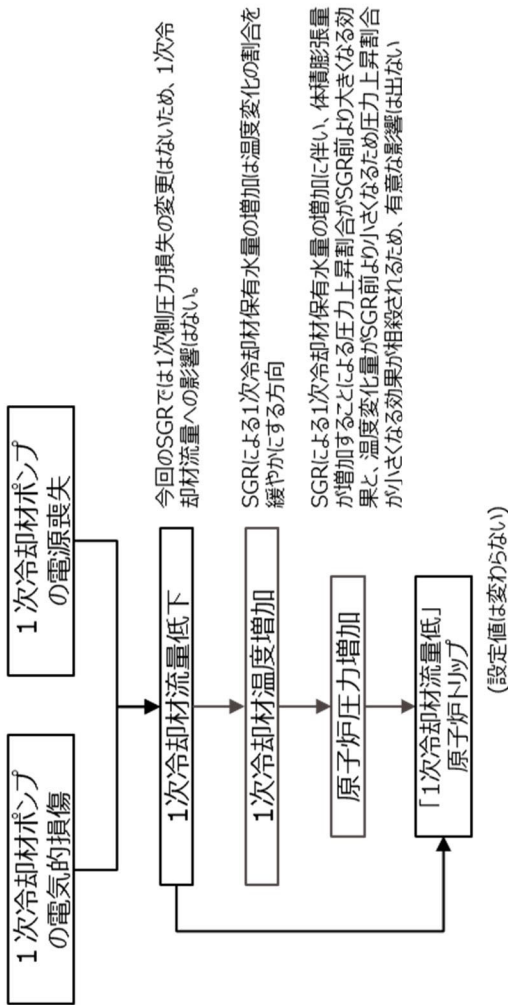 1次冷却材ポンプ
の電気的損傷
1次冷却材ポンプ
の電源喪失
1次冷却材流量低下
今回のSGRでは1次側圧力損失の変更はないため、1次冷
却材流量への影響はない。
1次冷却材温度増加
SGRによる1次冷却材保有水量の増加は温度変化の割合を
緩やかにする方向
原子炉圧力増加
SGRによる1次冷却材保有水量の増加に伴い、体積膨張量
が増加することによる圧力上昇割合がSGR前より大きくなる効
果と、温度変化量がSGR前より小さくなるため圧力上昇割合
が小さくなる効果が相殺されるため、有意な影響は出ない
「1次冷却材流量低」
原子炉トリップ
(設定値は変わらない)